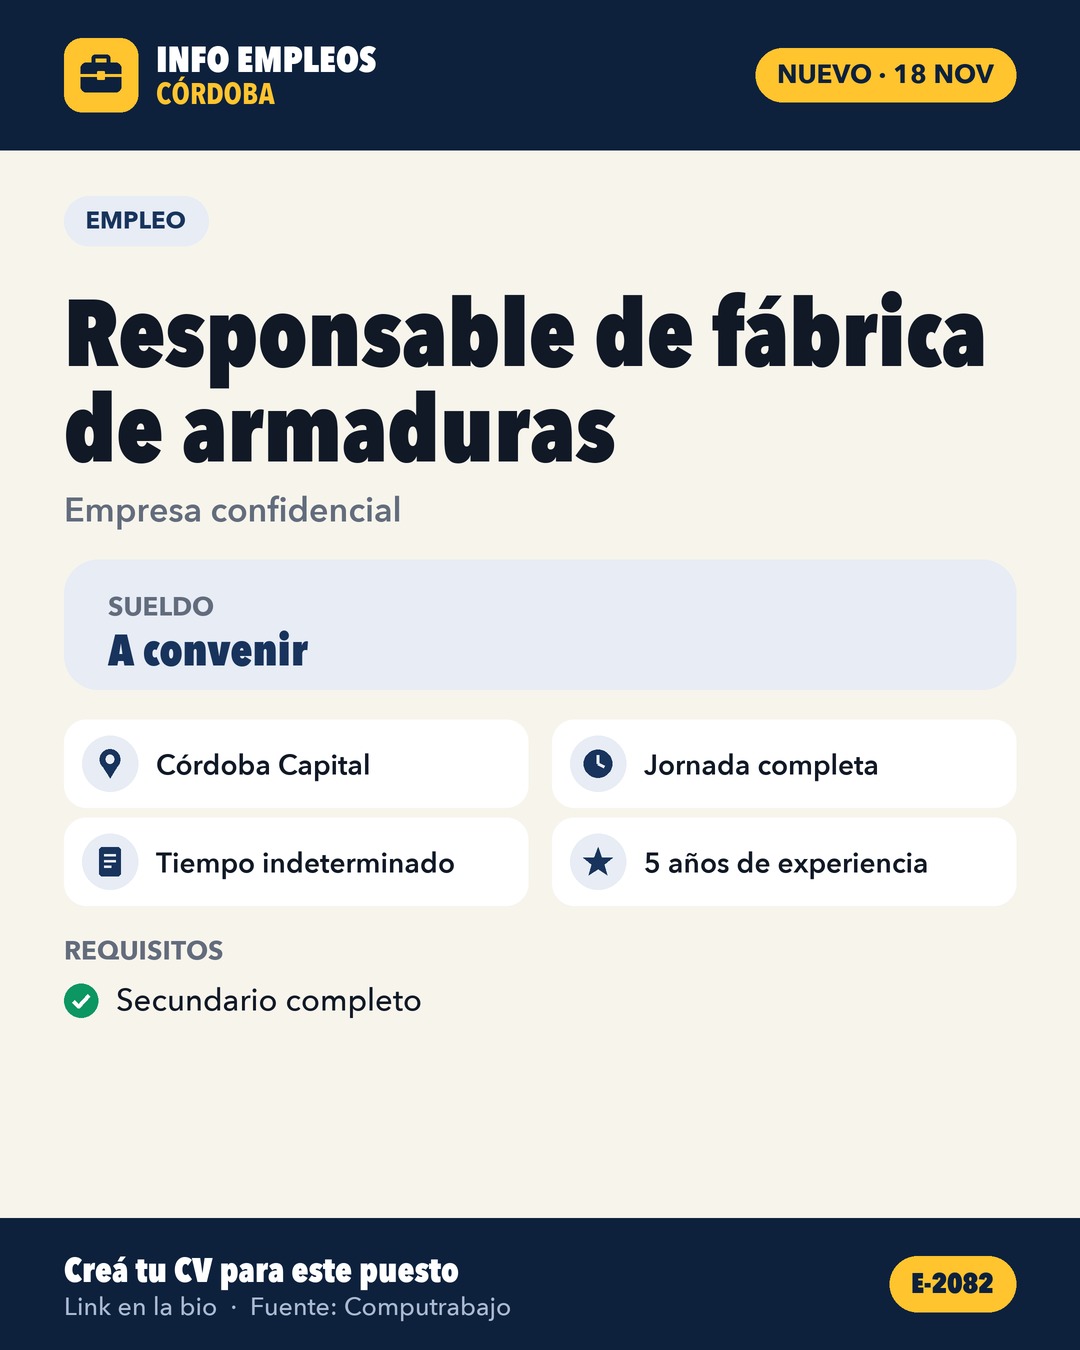 INFO EMPLEOS
CÓRDOBA
NUEVO · 18 NOV
EMPLEO
Responsable de fábrica
de armaduras
Empresa confidencial
SUELDO
A convenir
Córdoba Capital
Jornada completa
Tiempo indeterminado
5 años de experiencia
REQUISITOS
Secundario completo
Creá tu CV para este puesto
Link en la bio · Fuente: Computrabajo
E-2082